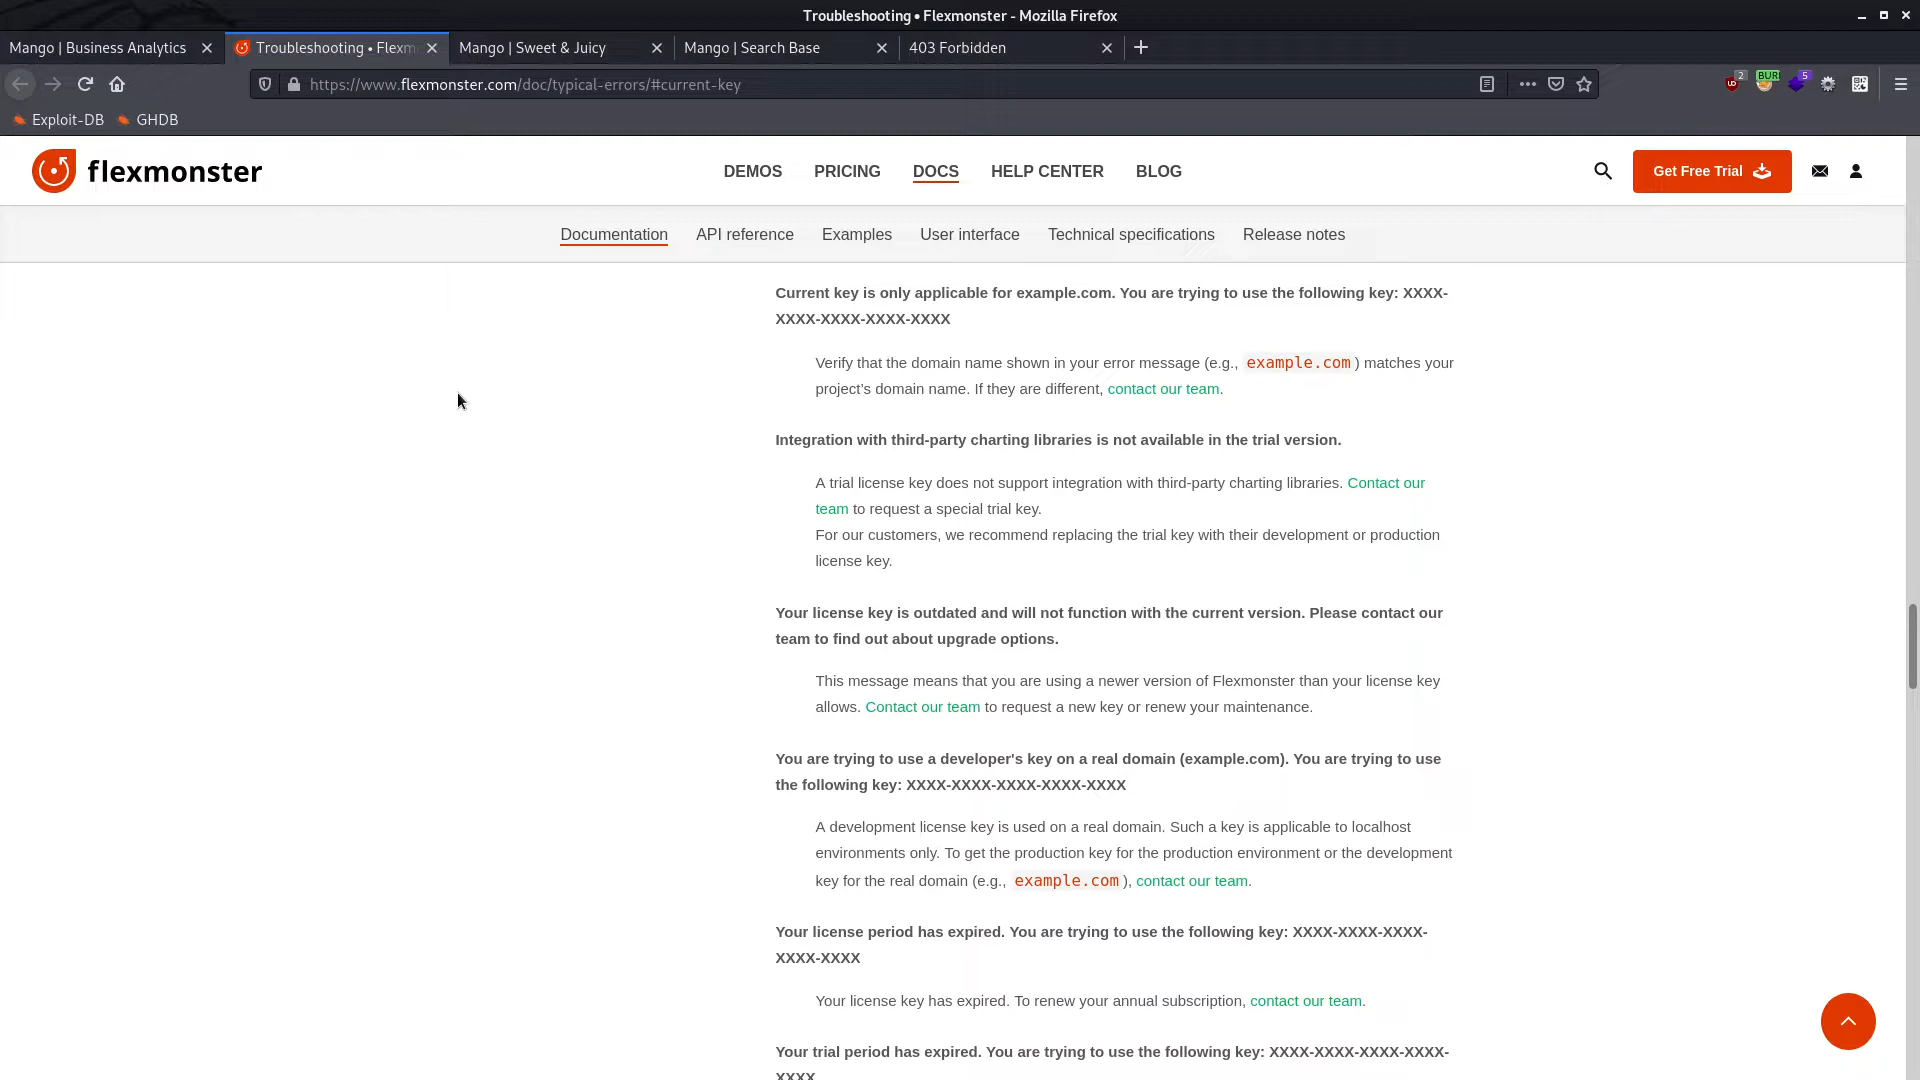 Troubleshooting • Flexmonster - Mozilla Firefox
Mango | Business Analytics
Troubleshooting • Flexm
Mango | Sweet & Juicy
Mango | Search Base
403 Forbidden
https://www.flexmonster.com/doc/typical-errors/#current-key
2
BUR
5
Exploit-DB
GHDB
flexmonster
DEMOS
PRICING
DOCS
HELP CENTER
BLOG
Get Free Trial
Documentation
API reference
Examples
User interface
Technical specifications
Release notes
Current key is only applicable for example.com. You are trying to use the following key: XXXX-
XXXX-XXXX-XXXX-XXXX
Verify that the domain name shown in your error message (e.g., example.com) matches your
project's domain name. If they are different, contact our team.
Integration with third-party charting libraries is not available in the trial version.
A trial license key does not support integration with third-party charting libraries. Contact our
team to request a special trial key.
For our customers, we recommend replacing the trial key with their development or production
license key.
Your license key is outdated and will not function with the current version. Please contact our
team to find out about upgrade options.
This message means that you are using a newer version of Flexmonster than your license key
allows. Contact our team to request a new key or renew your maintenance.
You are trying to use a developer's key on a real domain (example.com). You are trying to use
the following key: XXXX-XXXX-XXXX-XXXX-XXXX
A development license key is used on a real domain. Such a key is applicable to localhost
environments only. To get the production key for the production environment or the development
key for the real domain (e.g., example.com), contact our team.
Your license period has expired. You are trying to use the following key: XXXX-XXXX-XXXX-
XXXX-XXXX
Your license key has expired. To renew your annual subscription, contact our team.
Your trial period has expired. You are trying to use the following key: XXXX-XXXX-XXXX-XXXX-
XXXX